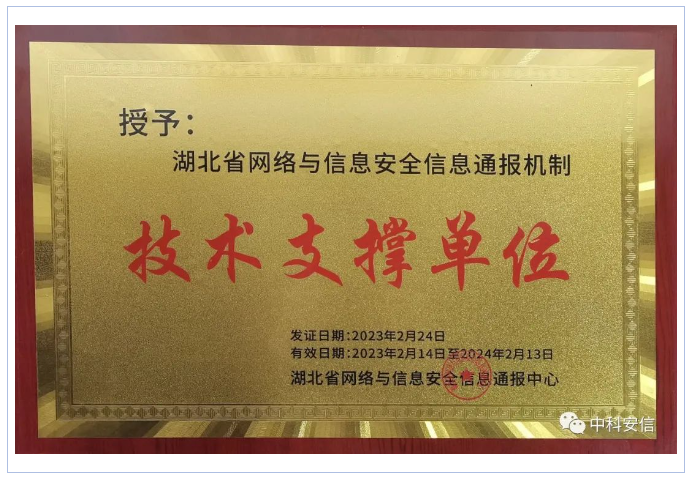 授予：
湖北省网络与信息安全信息通报机制
技术支撑单位
发证日期：2023年2月24日
有效日期：2023年2月14日至2024年2月13日
湖北省网络与信息安全信息通报中心
中科安信